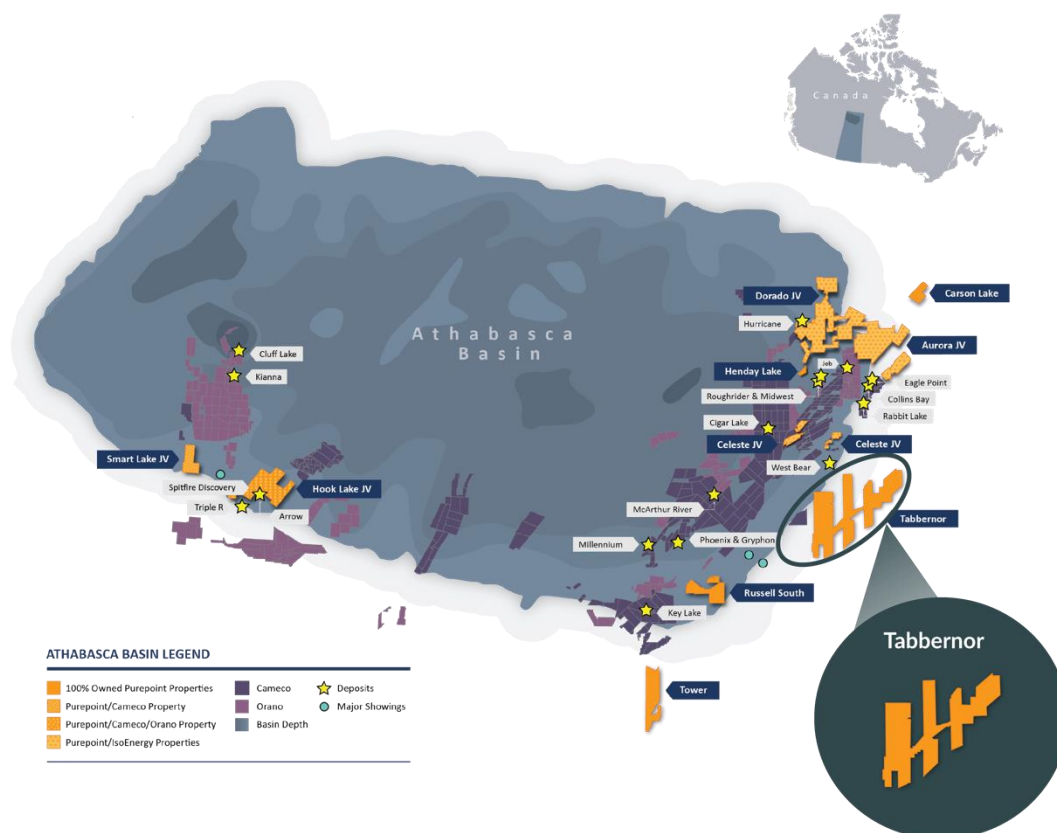 Canada
Athabasca
Basin
Dorado JV
Carson Lake
Hurricane
Aurora JV
Henday Lake
Jeb
Eagle Point
Roughrider & Midwest
Collins Bay
Rabbit Lake
Cluff Lake
Kianna
Cigar Lake
Celeste JV
Celeste JV
West Bear
Smart Lake JV
Spitfire Discovery
Hook Lake JV
Triple R
Arrow
McArthur River
Tabbernor
Millennium
Phoenix & Gryphon
Russell South
Key Lake
Tower
Tabbernor
ATHABASCA BASIN LEGEND
100% Owned Purepoint Properties
Purepoint/Cameco Property
Purepoint/Cameco/Orano Property
Purepoint/IsoEnergy Properties
Cameco
Orano
Basin Depth
Deposits
Major Showings